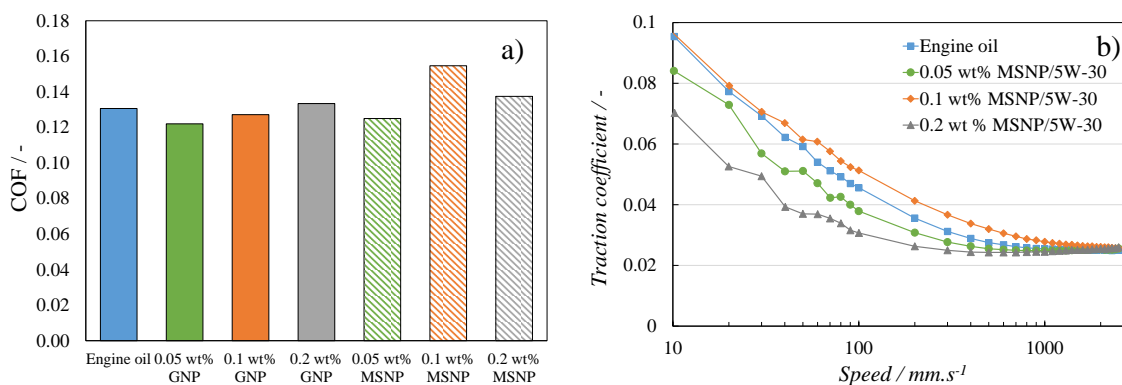 a)
0.18
0.16
0.14
0.12
0.10
0.08
0.06
0.04
0.02
0.00
COF / -
Engine oil
0.05 wt%
GNP
0.1 wt%
GNP
0.2 wt%
GNP
0.05 wt%
MSNP
0.1 wt%
MSNP
0.2 wt%
MSNP
b)
0.1
0.08
0.06
0.04
0.02
0
Traction coefficient / -
Engine oil
0.05 wt% MSNP/5W-30
0.1 wt% MSNP/5W-30
0.2 wt % MSNP/5W-30
10
100
1000
Speed / mm.s-1